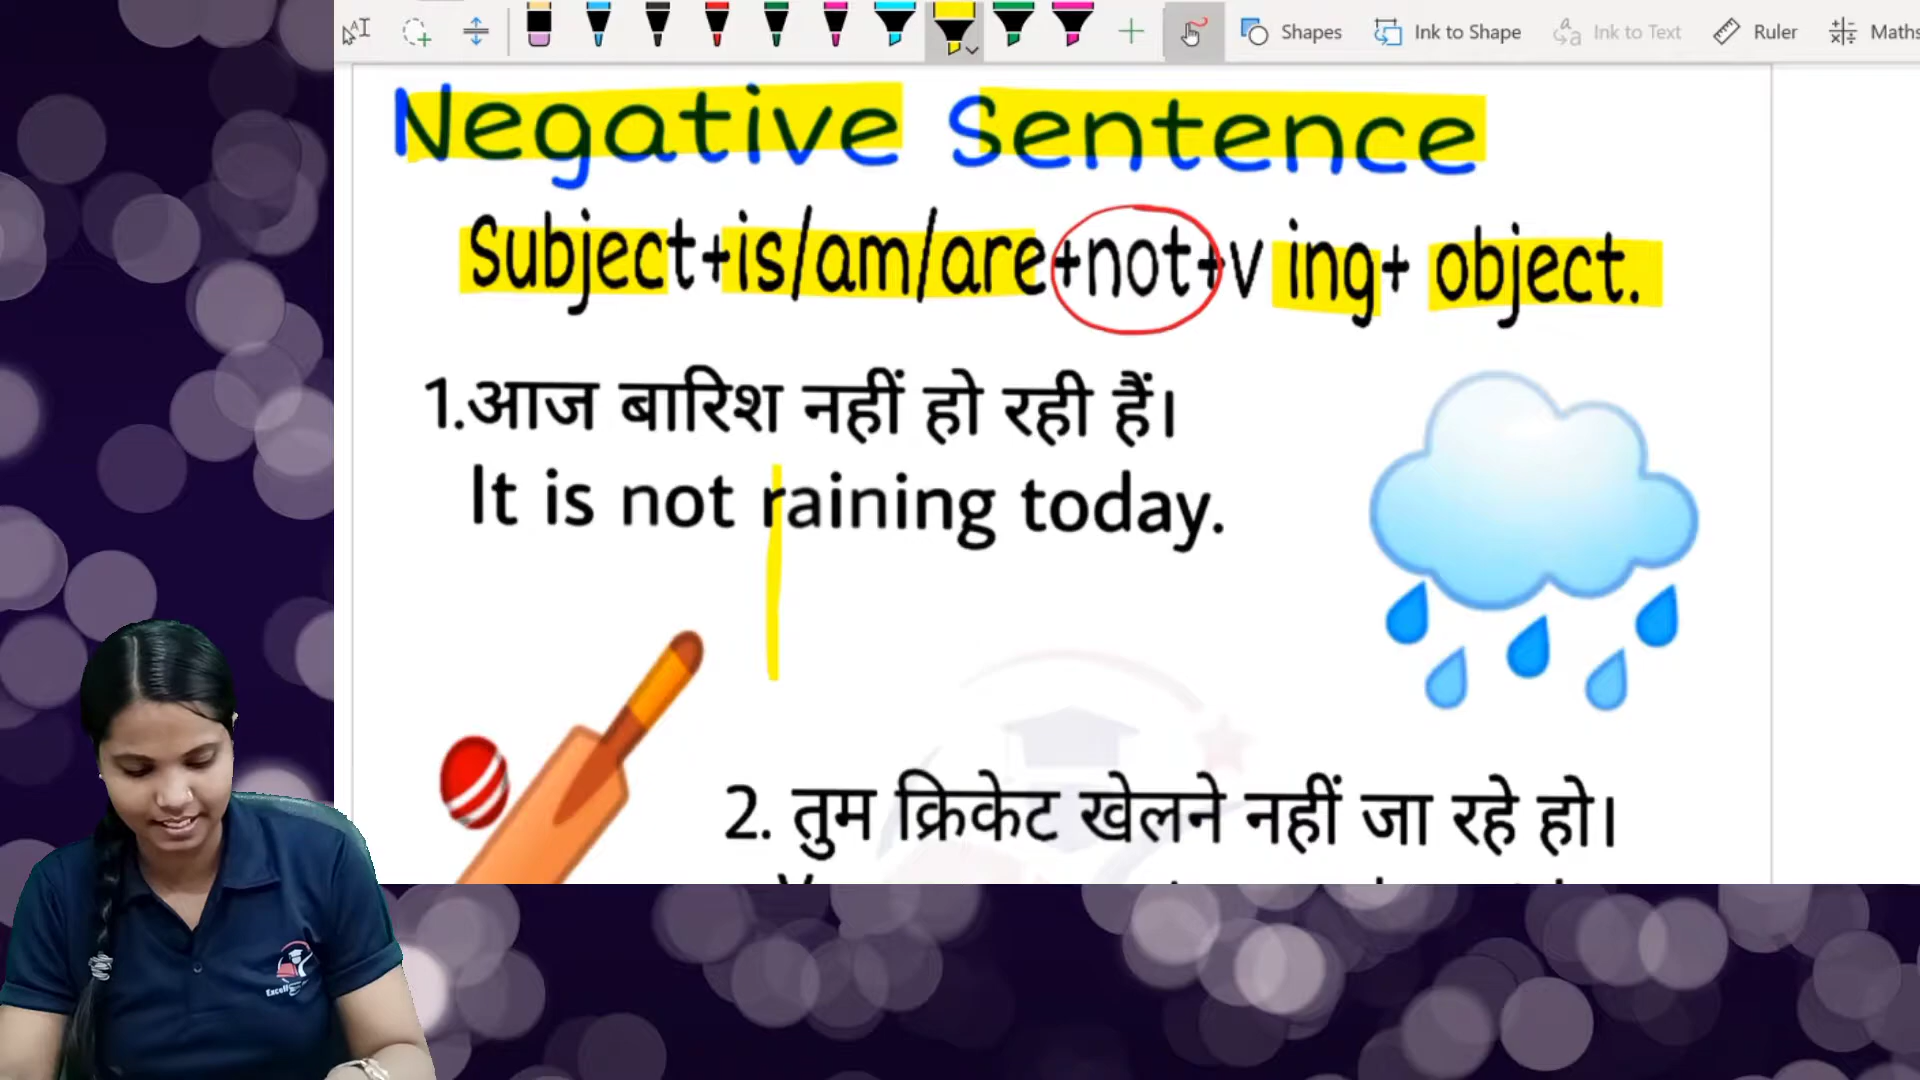 Shapes Ink to Shape Ink to Text Ruler Maths
Negative Sentence
Subject+is/am/are+not+v ing+ object.
1.आज बारिश नहीं हो रही हैं।
It is not raining today.
2. तुम क्रिकेट खेलने नहीं जा रहे हो।